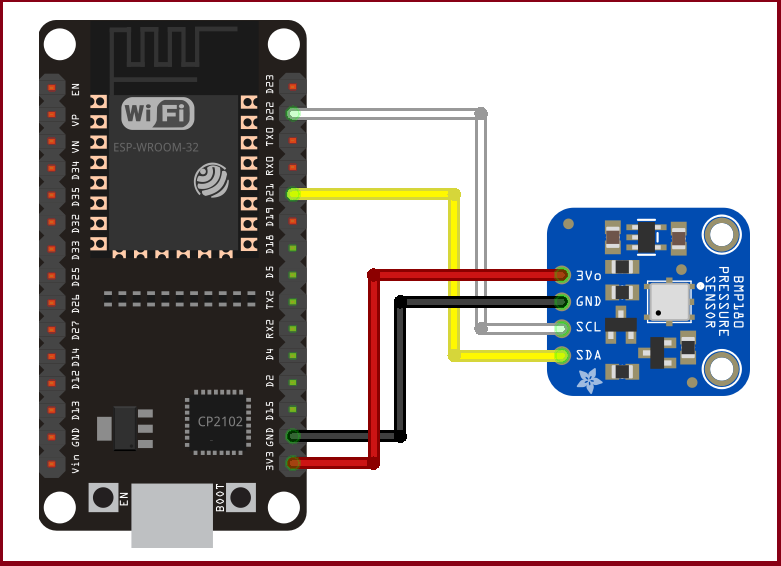 EN
VP
VN
D34
D35
D32
D33
D25
D26
D27
D14
D12
D13
GND
Vin
WiFi
ESP-WROOM-32
CP2102
EN
BOOT
D23
D22
TX0
RX0
D21
D19
D18
D5
TX2
RX2
D4
D2
D15
GND
3V3
3Vo
GND
SCL
SDA
BMP180
PRESSURE
SENSOR